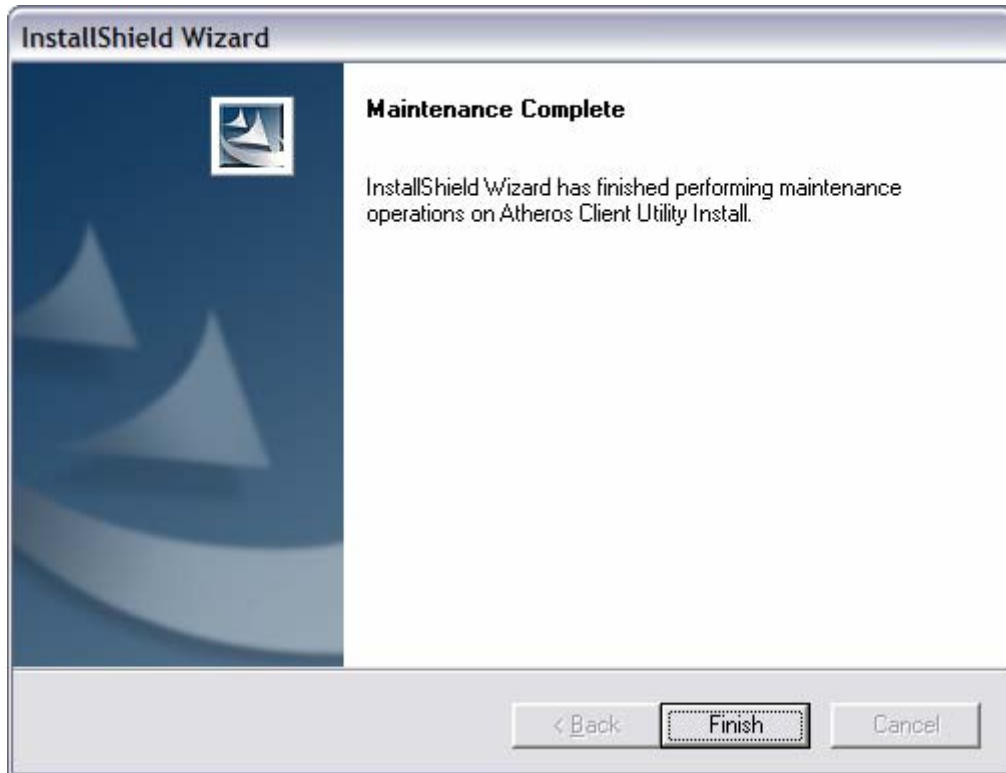 InstallShield Wizard
Maintenance Complete
InstallShield Wizard has finished performing maintenance
operations on Atheros Client Utility Install.
< Back
Finish
Cancel